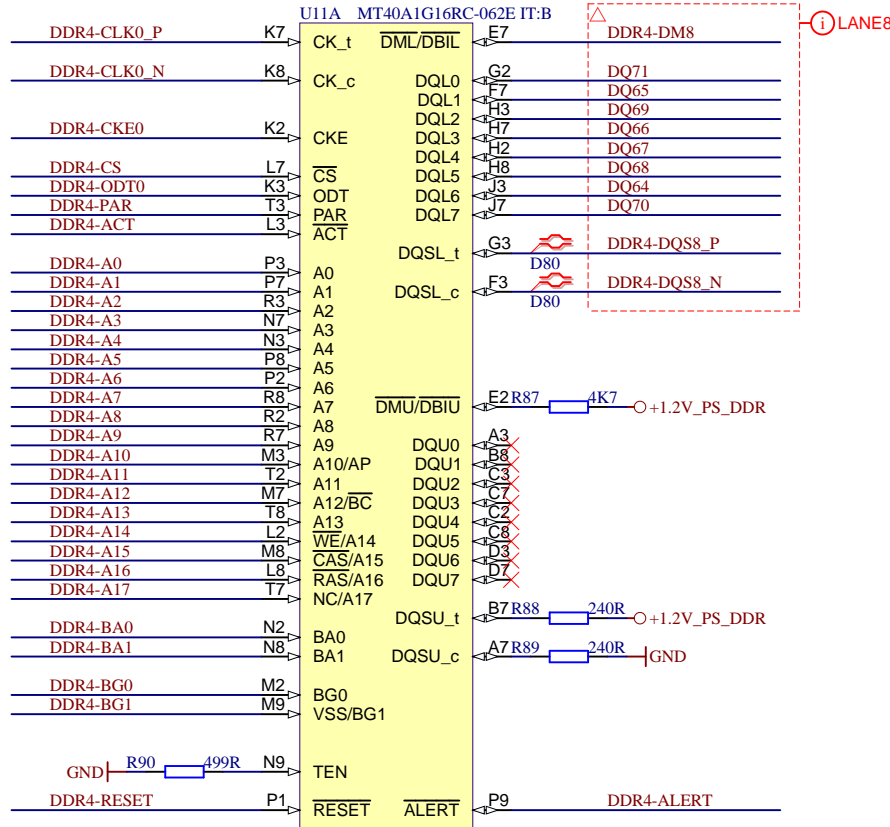 U11A MT40A1G16RC-062E IT:B
LANE8
DDR4-CLK0_P K7 CK_t DML/DBIL E7 DDR4-DM8
DDR4-CLK0_N K8 CK_c DQL0 G2 DQ71
DQL1 F7 DQ65
DQL2 H3 DQ69
DDR4-CKE0 K2 CKE DQL3 H7 DQ66
DQL4 H2 DQ67
DDR4-CS L7 CS DQL5 H8 DQ68
DDR4-ODT0 K3 ODT DQL6 J3 DQ64
DDR4-PAR T3 PAR DQL7 J7 DQ70
DDR4-ACT L3 ACT
DQSL_t G3 D80 DDR4-DQS8_P
DDR4-A0 P3 A0
DDR4-A1 P7 A1 DQSL_c F3 D80 DDR4-DQS8_N
DDR4-A2 R3 A2
DDR4-A3 N7 A3
DDR4-A4 N3 A4
DDR4-A5 P8 A5
DDR4-A6 P2 A6
DDR4-A7 R8 A7 DMU/DBIU E2 R87 4K7 +1.2V_PS_DDR
DDR4-A8 R2 A8
DDR4-A9 R7 A9 DQU0 A3
DDR4-A10 M3 A10/AP DQU1 B8
DDR4-A11 T2 A11 DQU2 C3
DDR4-A12 M7 A12/BC DQU3 C7
DDR4-A13 T8 A13 DQU4 C2
DDR4-A14 L2 WE/A14 DQU5 C8
DDR4-A15 M8 CAS/A15 DQU6 D3
DDR4-A16 L8 RAS/A16 DQU7 D7
DDR4-A17 T7 NC/A17
DQSU_t B7 R88 240R +1.2V_PS_DDR
DDR4-BA0 N2 BA0
DDR4-BA1 N8 BA1 DQSU_c A7 R89 240R GND
DDR4-BG0 M2 BG0
DDR4-BG1 M9 VSS/BG1
GND R90 499R N9 TEN
DDR4-RESET P1 RESET ALERT P9 DDR4-ALERT